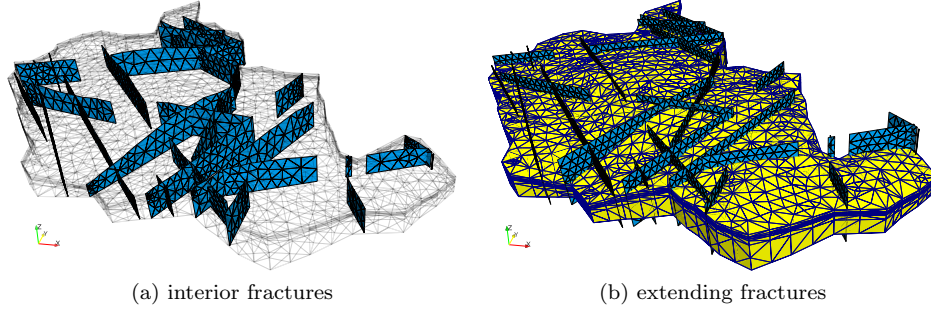 Z
Y
X
Z
Y
X
(a) interior fractures
(b) extending fractures